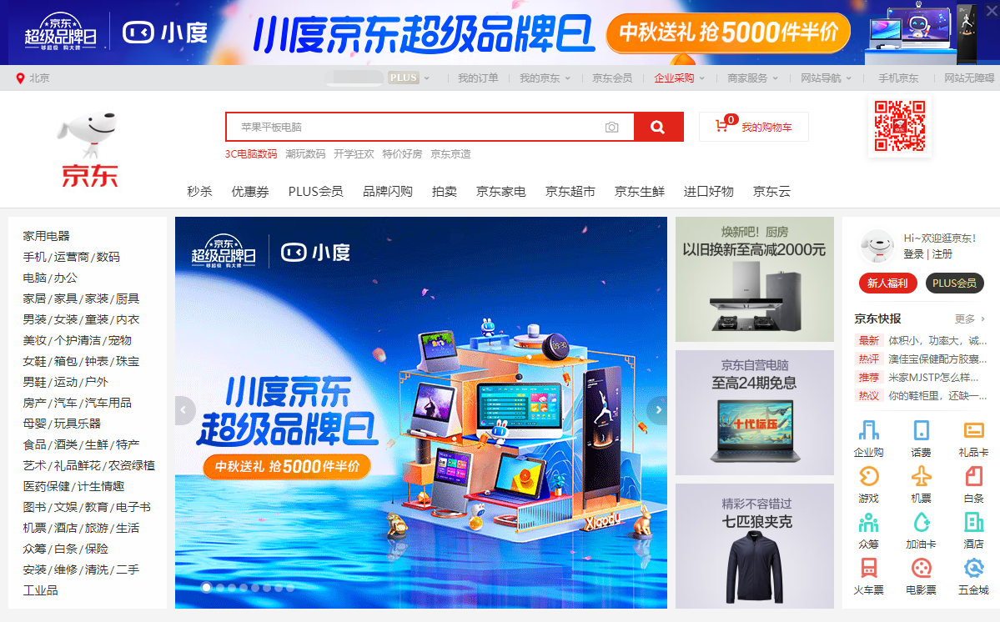 京东
超级品牌日
够超级 购大牌
小度
小度京东超级品牌日
中秋送礼 抢5000件半价
北京
PLUS
我的订单
我的京东
京东会员
企业采购
商家服务
网站导航
手机京东
网站无障碍
京东
苹果平板电脑
0
我的购物车
3C电脑数码 潮玩数码 开学狂欢 特价好房 京东京造
秒杀 优惠券 PLUS会员 品牌闪购 拍卖 京东家电 京东超市 京东生鲜 进口好物 京东云
家用电器
手机/运营商/数码
电脑/办公
家居/家具/家装/厨具
男装/女装/童装/内衣
美妆/个护清洁/宠物
女鞋/箱包/钟表/珠宝
男鞋/运动/户外
房产/汽车/汽车用品
母婴/玩具乐器
食品/酒类/生鲜/特产
艺术/礼品鲜花/农资绿植
医药保健/计生情趣
图书/文娱/教育/电子书
机票/酒店/旅游/生活
众筹/白条/保险
安装/维修/清洗/二手
工业品
京东
超级品牌日
够超级 购大牌
小度
小度京东
超级品牌日
中秋送礼 抢5000件半价
09:30
Xiaodu
焕新吧！厨房
以旧换新至高减2000元
京东自营电脑
至高24期免息
十代标压
精彩不容错过
七匹狼夹克
Hi~欢迎逛京东！
登录 | 注册
新人福利
PLUS会员
京东快报
更多
最新 体积小，功率大，诚...
热评 澳佳宝保健配方胶囊...
推荐 米家MJSTP怎么样...
热议 你的鞋柜里，还缺一...
企业购 话费 礼品卡
游戏 机票 白条
众筹 加油卡 酒店
火车票 电影票 五金城